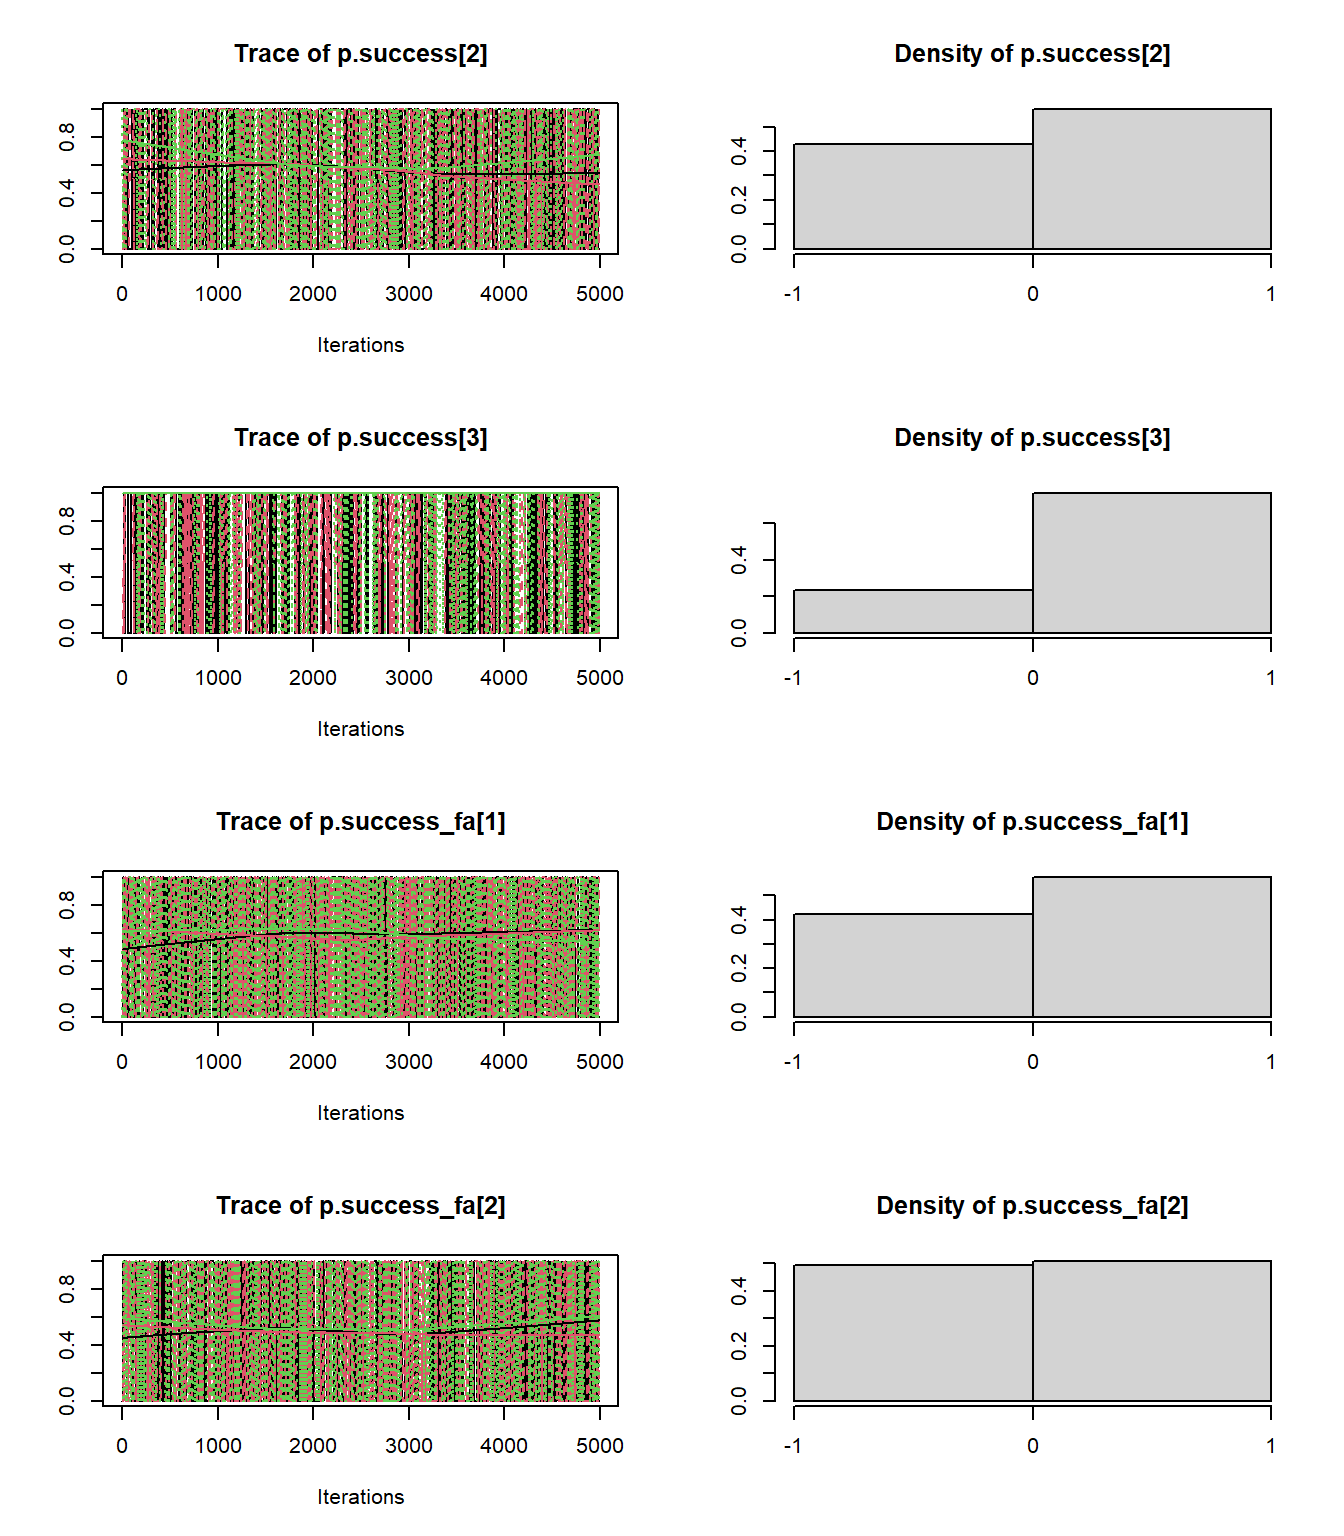 Trace of p.success[2]
Density of p.success[2]
0.0 0.4 0.8
0 1000 2000 3000 4000 5000
Iterations
0.0 0.2 0.4
-1 0 1
Trace of p.success[3]
Density of p.success[3]
0.0 0.4 0.8
0 1000 2000 3000 4000 5000
Iterations
0.0 0.4
-1 0 1
Trace of p.success_fa[1]
Density of p.success_fa[1]
0.0 0.4 0.8
0 1000 2000 3000 4000 5000
Iterations
0.0 0.2 0.4
-1 0 1
Trace of p.success_fa[2]
Density of p.success_fa[2]
0.0 0.4 0.8
0 1000 2000 3000 4000 5000
Iterations
0.0 0.2 0.4
-1 0 1